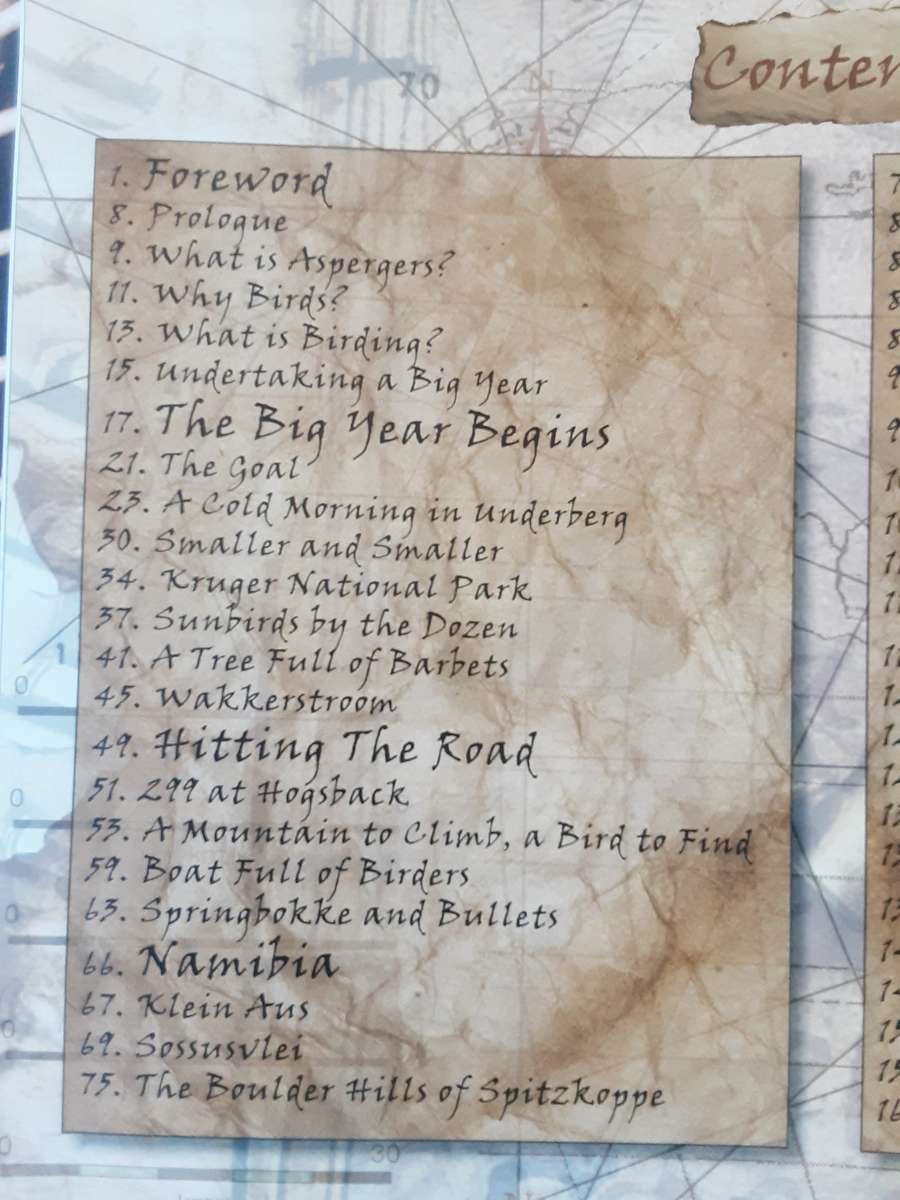 70
N
Conten
1. Foreword
8. Prologue
9. What is Aspergers?
11. Why Birds?
13. What is Birding?
15. Undertaking a Big Year
17. The Big Year Begins
21. The Goal
23. A Cold Morning in Underberg
30. Smaller and Smaller
34. Kruger National Park
37. Sunbirds by the Dozen
41. A Tree Full of Barbets
45. Wakkerstroom
49. Hitting The Road
51. 299 at Hogsback
53. A Mountain to Climb, a Bird to Find
59. Boat Full of Birders
63. Springbokke and Bullets
66. Namibia
67. Klein Aus
69. Sossusvlei
75. The Boulder Hills of Spitzkoppe
30